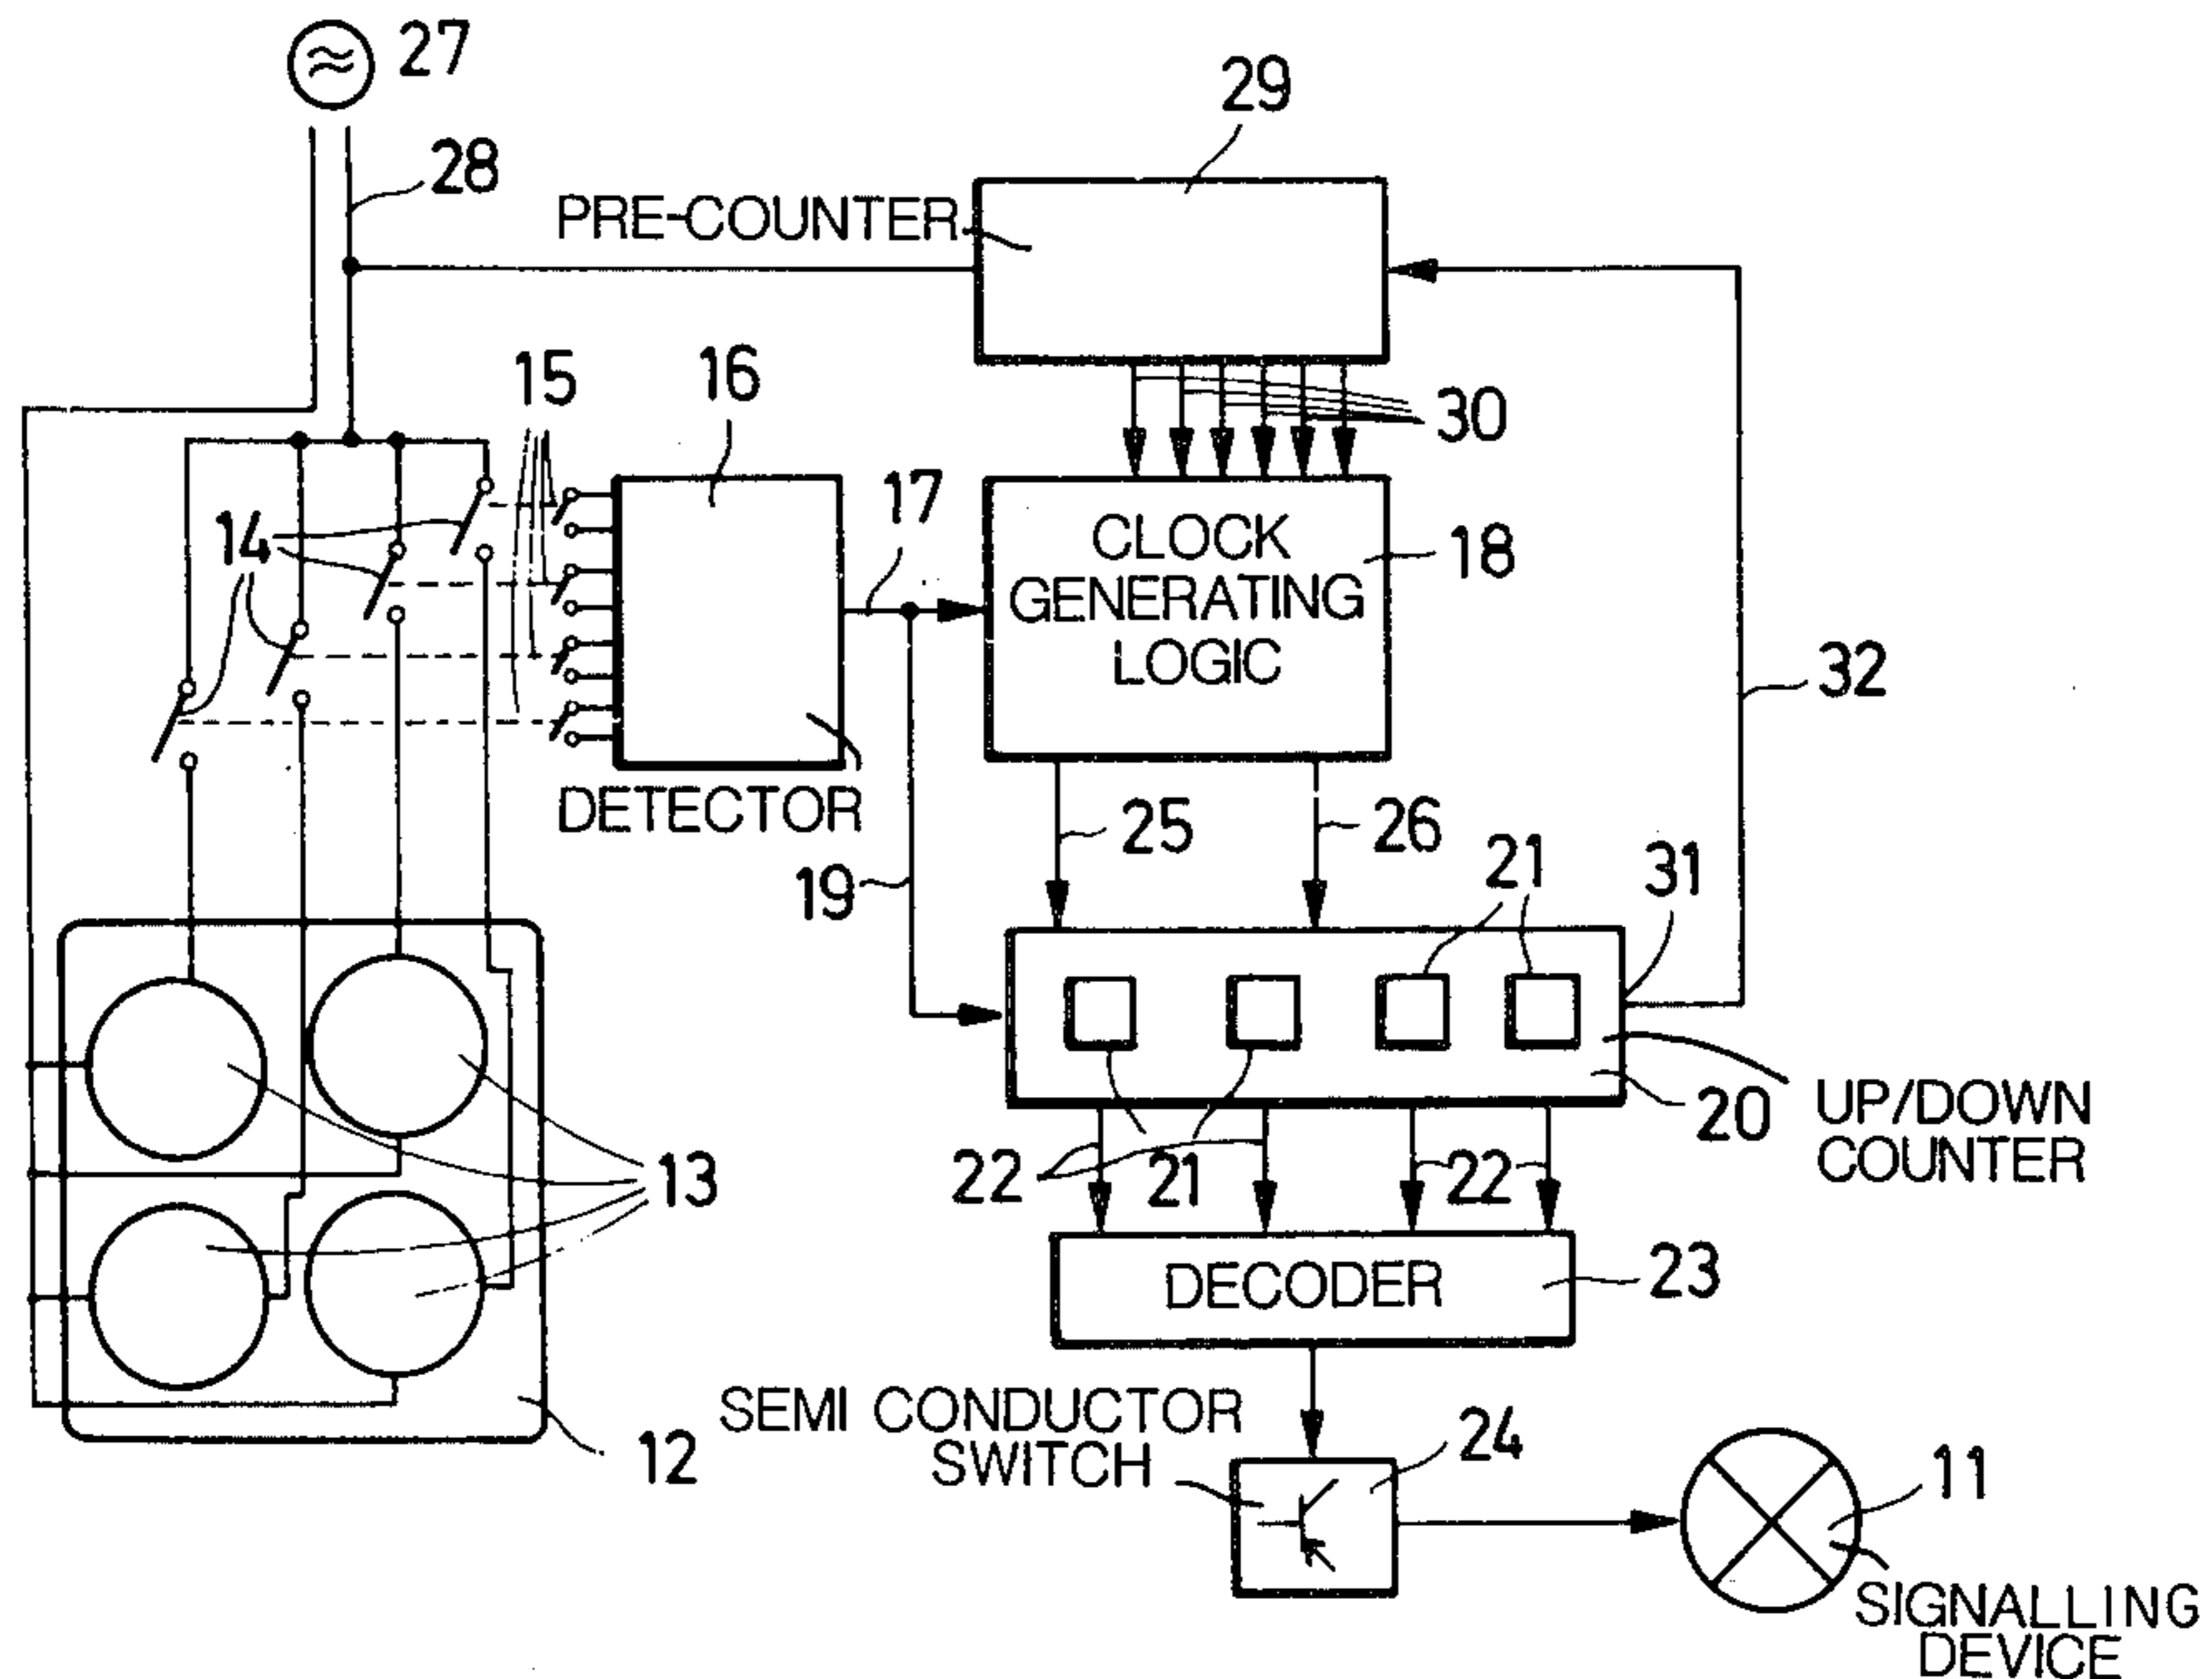 27
29
28
PRE-COUNTER
15
16
30
17
14
CLOCK
GENERATING
LOGIC
18
32
DETECTOR
25
26
21
31
19
20
UP/DOWN
COUNTER
22
21
22
13
DECODER
23
SEMI CONDUCTOR
SWITCH
24
12
11
SIGNALLING
DEVICE